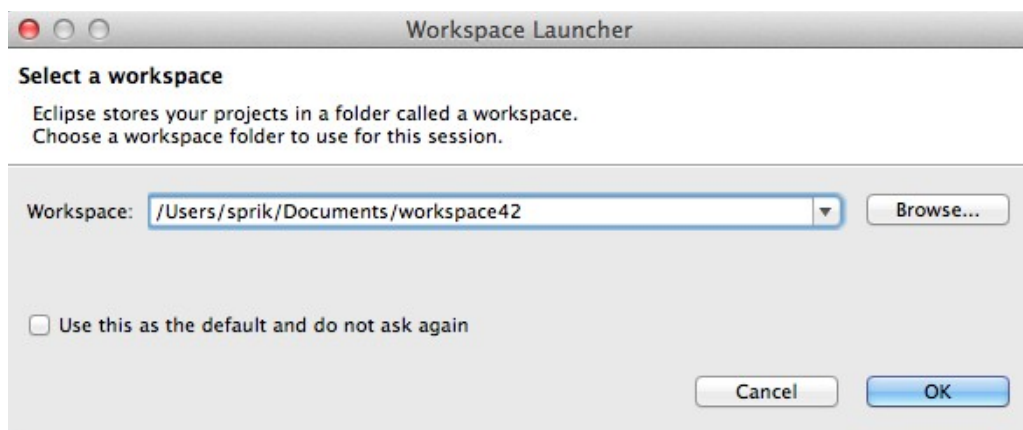 Workspace Launcher
Select a workspace
Eclipse stores your projects in a folder called a workspace.
Choose a workspace folder to use for this session.
Workspace: /Users/sprik/Documents/workspace42 Browse...
Use this as the default and do not ask again
Cancel OK